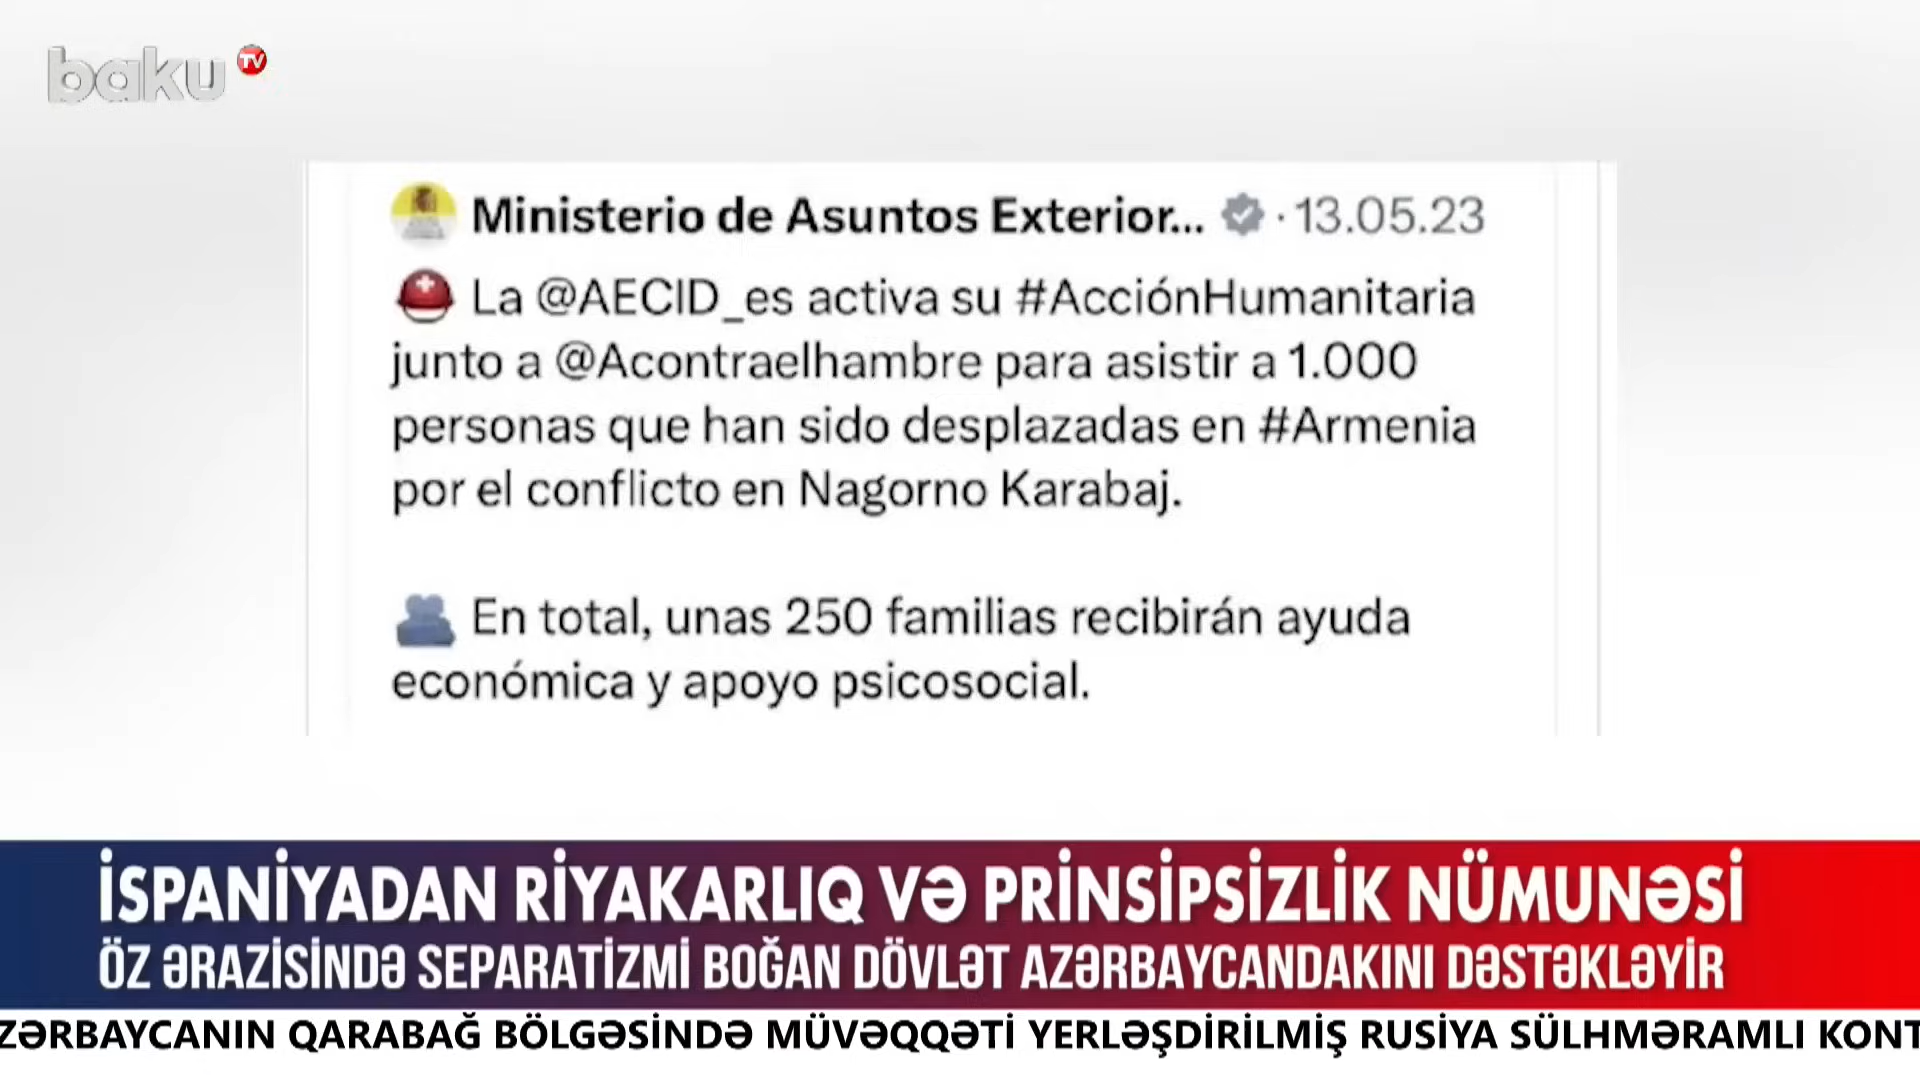 baku TV
Ministerio de Asuntos Exterior... · 13.05.23
La @AECID_es activa su #AcciónHumanitaria
junto a @Acontraelhambre para asistir a 1.000
personas que han sido desplazadas en #Armenia
por el conflicto en Nagorno Karabaj.
En total, unas 250 familias recibirán ayuda
económica y apoyo psicosocial.
İSPANİYADAN RİYAKARLIQ VƏ PRİNSİPSİZLİK NÜMUNƏSİ
ÖZ ƏRAZİSİNDƏ SEPARATİZMİ BOĞAN DÖVLƏT AZƏRBAYCANDAKINI DƏSTƏKLƏYİR
ZƏRBAYCANIN QARABAĞ BÖLGƏSİNDƏ MÜVƏQQƏTİ YERLƏŞDİRİLMİŞ RUSİYA SÜLHMƏRAMLI KONT